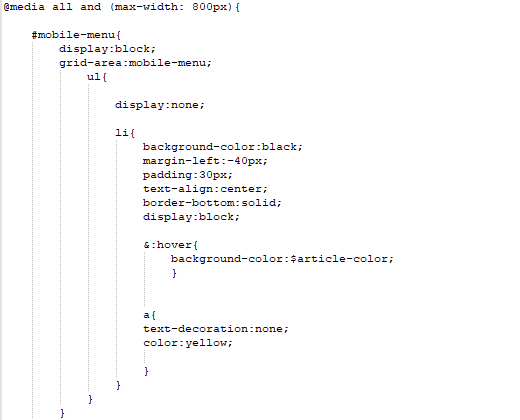 @media all and (max-width: 800px){
#mobile-menu{
display:block;
grid-area:mobile-menu;
ul{
display:none;
li{
background-color:black;
margin-left:-40px;
padding:30px;
text-align:center;
border-bottom:solid;
display:block;
&:hover{
background-color:$article-color;
}
a{
text-decoration:none;
color:yellow;
}
}
}
}